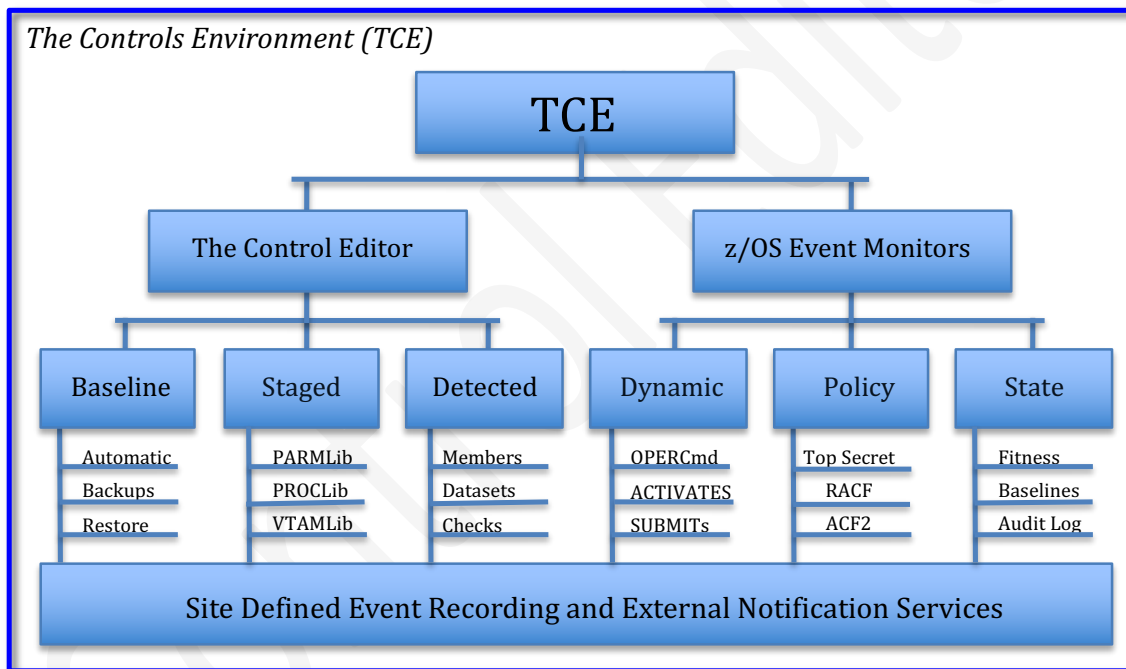 The Controls Environment (TCE)
TCE
The Control Editor
z/OS Event Monitors
Baseline
Staged
Detected
Dynamic
Policy
State
Automatic
Backups
Restore
PARMLib
PROCLib
VTAMLib
Members
Datasets
Checks
OPERCmd
ACTIVATES
SUBMITs
Top Secret
RACF
ACF2
Fitness
Baselines
Audit Log
Site Defined Event Recording and External Notification Services